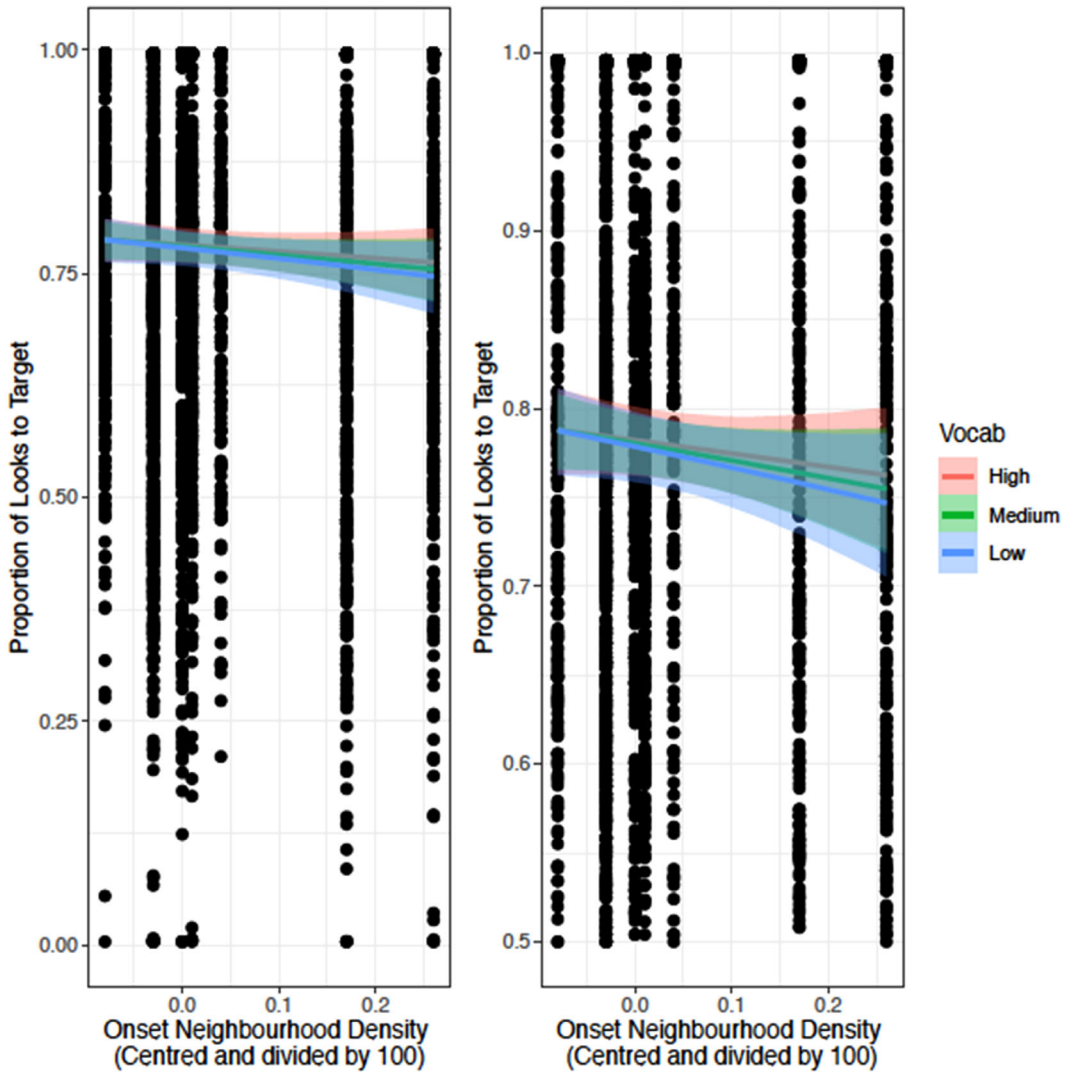 Proportion of Looks to Target
1.00
0.75
0.50
0.25
0.00
0.0 0.1 0.2
Onset Neighbourhood Density
(Centred and divided by 100)
Proportion of Looks to Target
1.0
0.9
0.8
0.7
0.6
0.5
0.0 0.1 0.2
Onset Neighbourhood Density
(Centred and divided by 100)
Vocab
High
Medium
Low